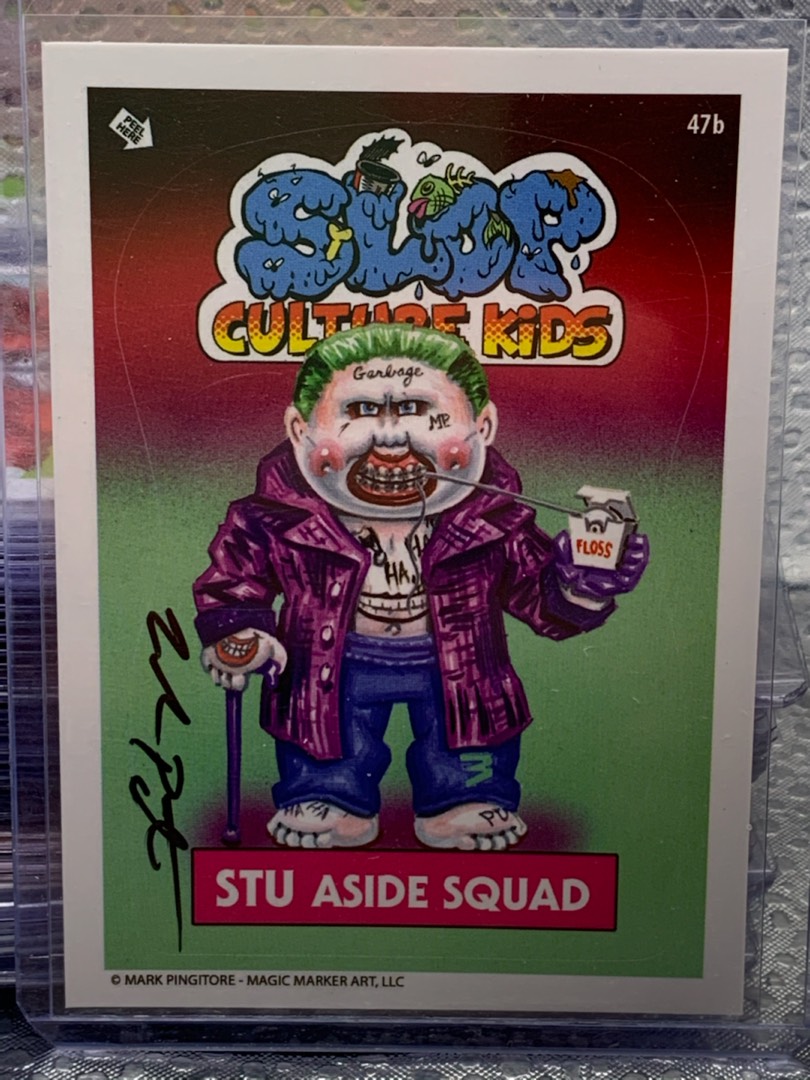 PEEL HERE
47b
SLOP
CULTURE KiDS
Garbage
MP
FLOSS
HA
HA
HA HA
PU
STU ASIDE SQUAD
© MARK PINGITORE - MAGIC MARKER ART, LLC